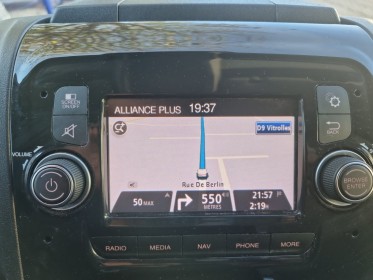 ALLIANCE PLUS 19:37
SCREEN
ON/OFF
D9 Vitrolles
VOLUME
BROWSE
ENTER
Rue De Berlin
50 MAX
550
METRES
21:57
2:19
RADIO
MEDIA
NAV
PHONE
MORE